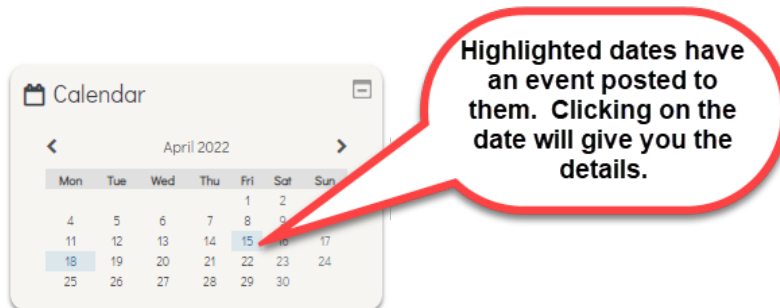 Highlighted dates have
an event posted to
them. Clicking on the
date will give you the
details.
Calendar
April 2022
Mon Tue Wed Thu Fri Sat Sun
1 2
4 5 6 7 8 9
11 12 13 14 15 16 17
18 19 20 21 22 23 24
25 26 27 28 29 30